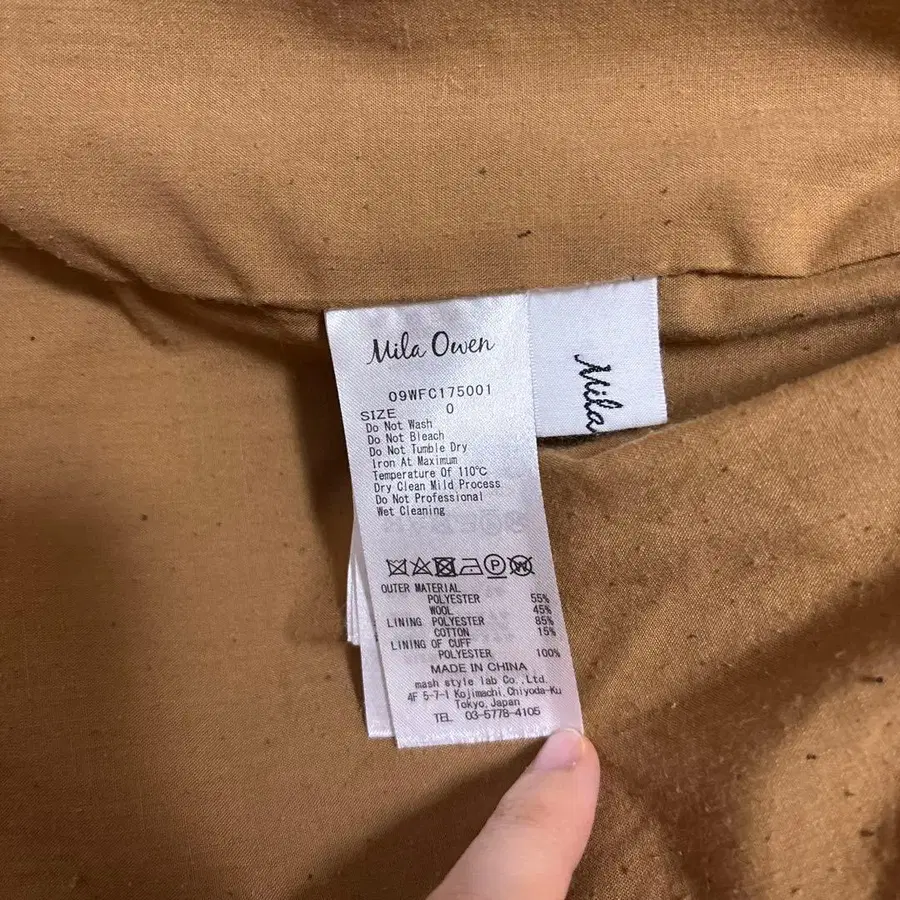 Mila Owen
09WFC175001
SIZE 0
Do Not Wash
Do Not Bleach
Do Not Tumble Dry
Iron At Maximum
Temperature Of 110℃
Dry Clean Mild Process
Do Not Professional
Wet Cleaning
P W
OUTER MATERIAL
POLYESTER 55%
WOOL 45%
LINING POLYESTER 85%
COTTON 15%
LINING OF CUFF
POLYESTER 100%
MADE IN CHINA
mash style lab Co.,Ltd.
4F 5-7-1 Kojimachi,Chiyoda-Ku
Tokyo,Japan
TEL 03-5778-4105
Mila